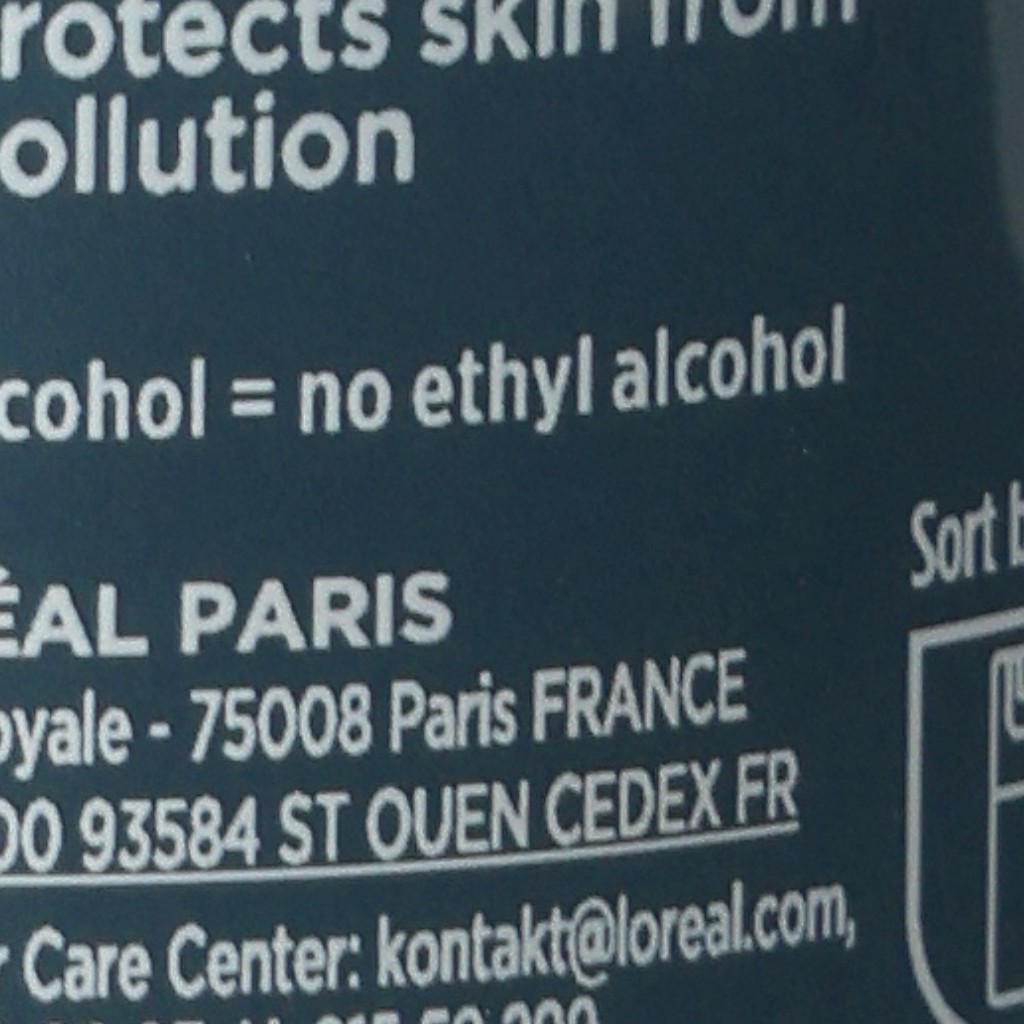 rotects skin from
ollution
cohol = no ethyl alcohol
Sort b
ÉAL PARIS
oyale - 75008 Paris FRANCE
00 93584 ST OUEN CEDEX FR
r Care Center: kontakt@loreal.com,